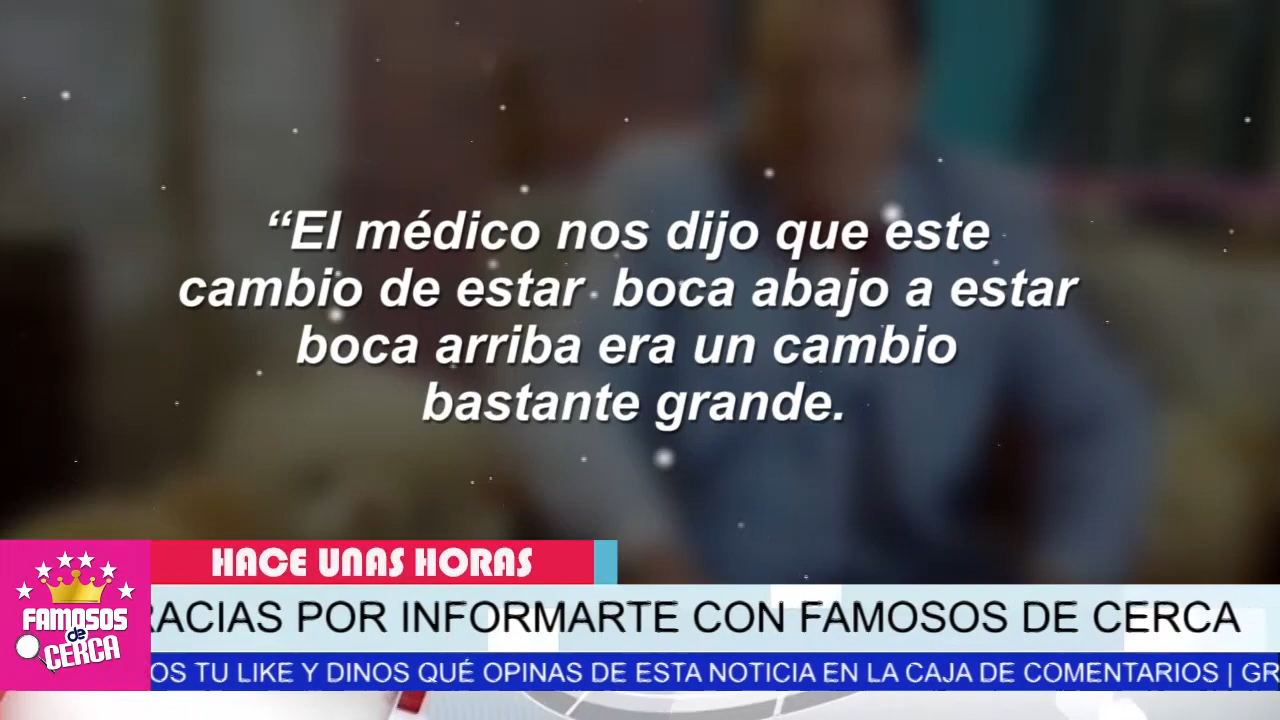 “El médico nos dijo que este
cambio de estar boca abajo a estar
boca arriba era un cambio
bastante grande.
HACE UNAS HORAS
FAMOSOS
de
CERCA
RACIAS POR INFORMARTE CON FAMOSOS DE CERCA
OS TU LIKE Y DINOS QUÉ OPINAS DE ESTA NOTICIA EN LA CAJA DE COMENTARIOS | GR